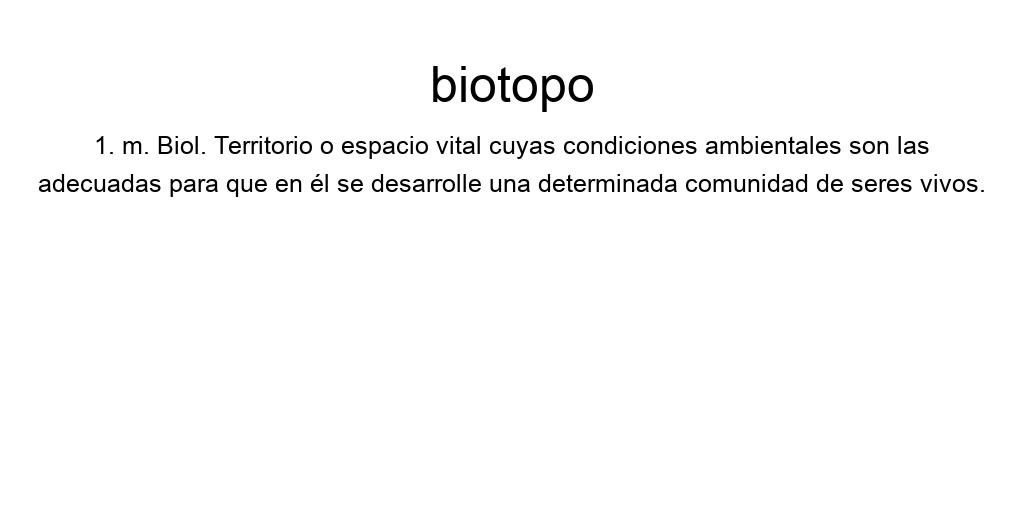 biotopo
1. m. Biol. Territorio o espacio vital cuyas condiciones ambientales son las
adecuadas para que en él se desarrolle una determinada comunidad de seres vivos.